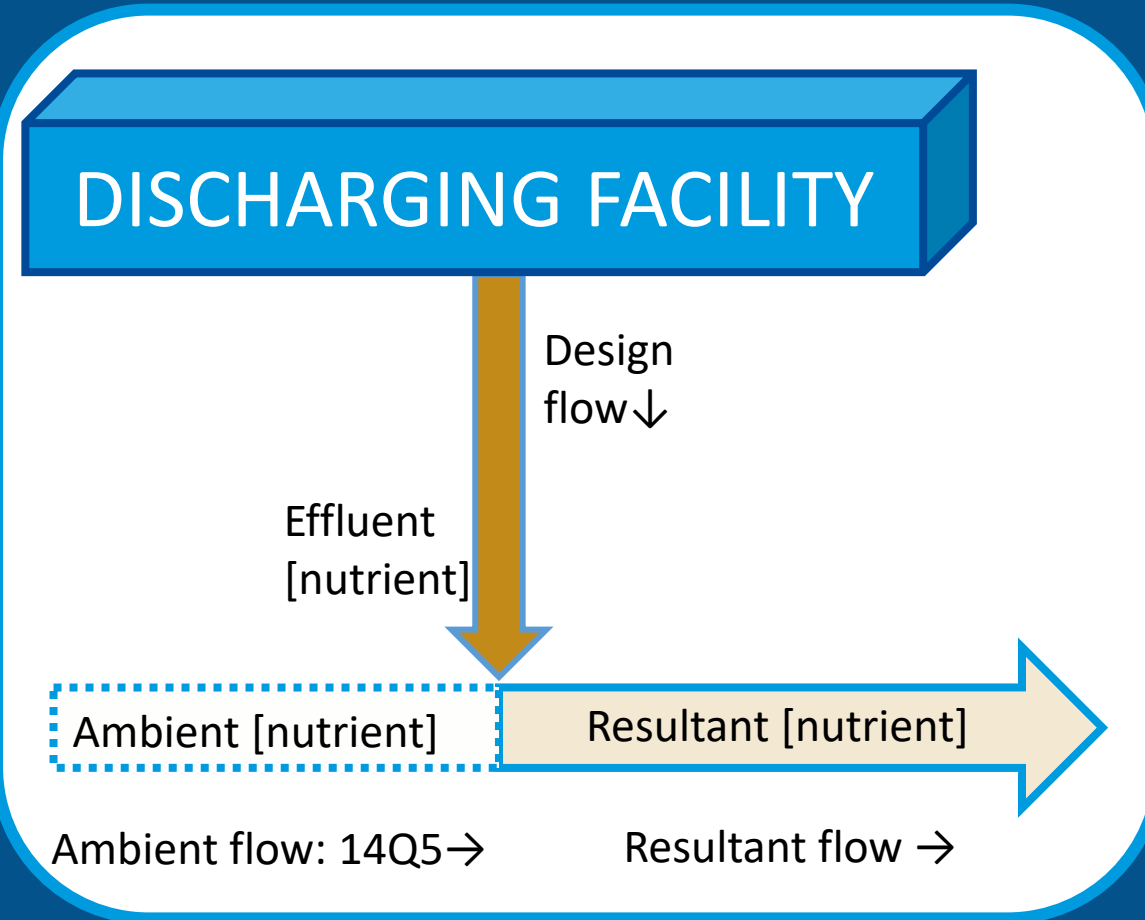 DISCHARGING FACILITY
Design
flow↓
Effluent
[nutrient]
Ambient [nutrient]
Resultant [nutrient]
Ambient flow: 14Q5→
Resultant flow →